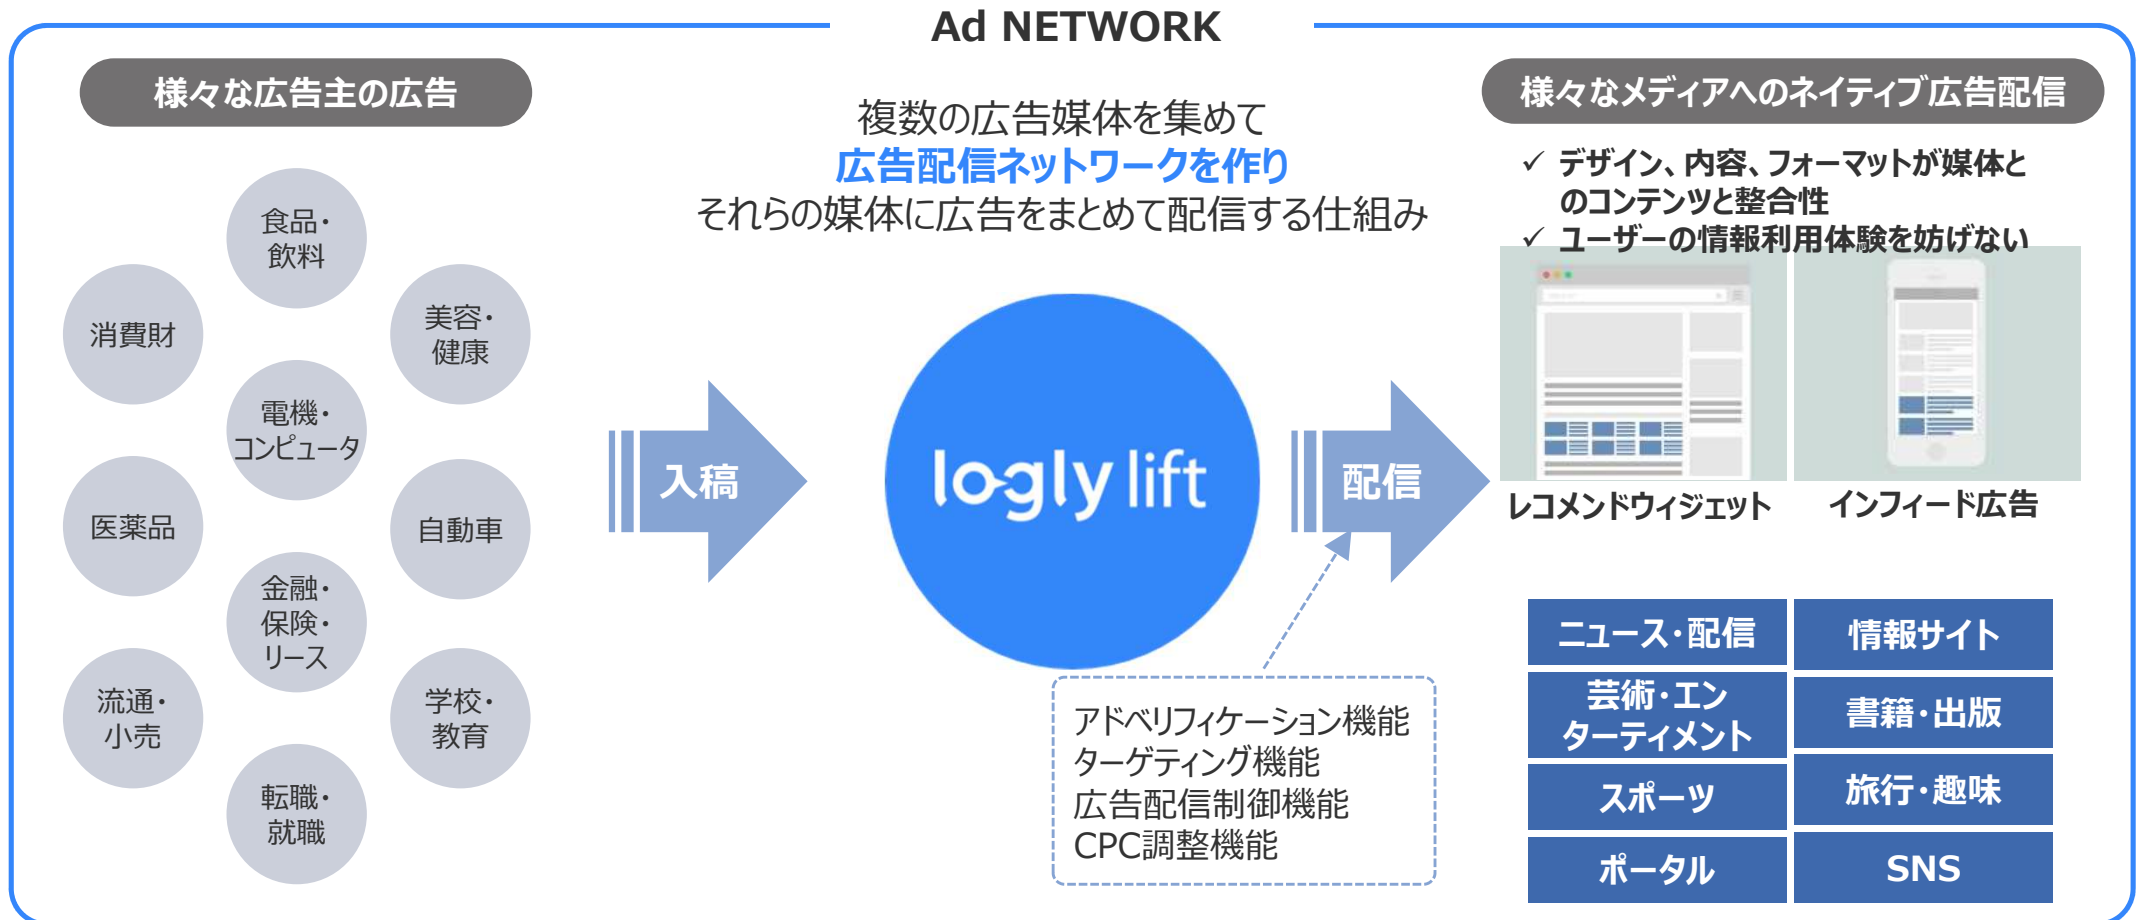 Ad NETWORK
様々な広告主の広告
食品・
飲料
消費財
美容・
健康
電機・
コンピュータ
医薬品
自動車
金融・
保険・
リース
流通・
小売
学校・
教育
転職・
就職
複数の広告媒体を集めて
広告配信ネットワークを作り
それらの媒体に広告をまとめて配信する仕組み
入稿
logly lift
配信
アドベリフィケーション機能
ターゲティング機能
広告配信制御機能
CPC調整機能
様々なメディアへのネイティブ広告配信
✓ デザイン、内容、フォーマットが媒体と
のコンテンツと整合性
✓ ユーザーの情報利用体験を妨げない
レコメンドウィジェット
インフィード広告
ニュース・配信
情報サイト
芸術・エン
ターティメント
書籍・出版
スポーツ
旅行・趣味
ポータル
SNS